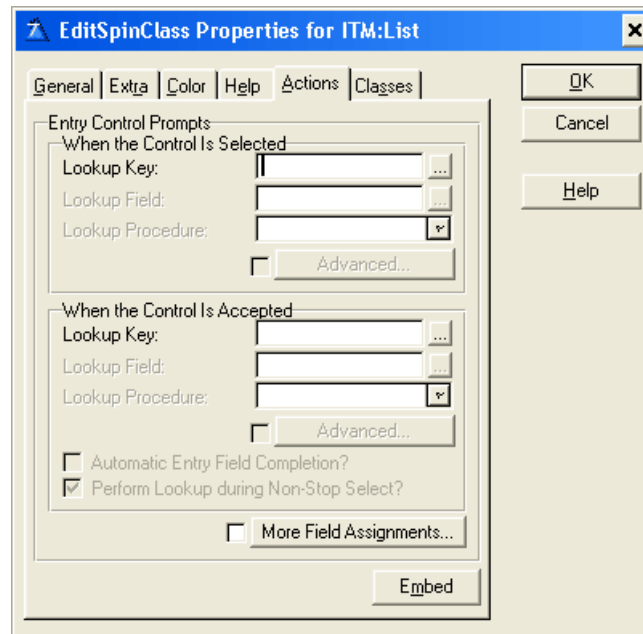 EditSpinClass Properties for ITM:List
General Extra Color Help Actions Classes
OK
Cancel
Help
Entry Control Prompts
When the Control Is Selected
Lookup Key:
...
Lookup Field:
...
Lookup Procedure:
Advanced...
When the Control Is Accepted
Lookup Key:
...
Lookup Field:
...
Lookup Procedure:
Advanced...
Automatic Entry Field Completion?
Perform Lookup during Non-Stop Select?
More Field Assignments...
Embed